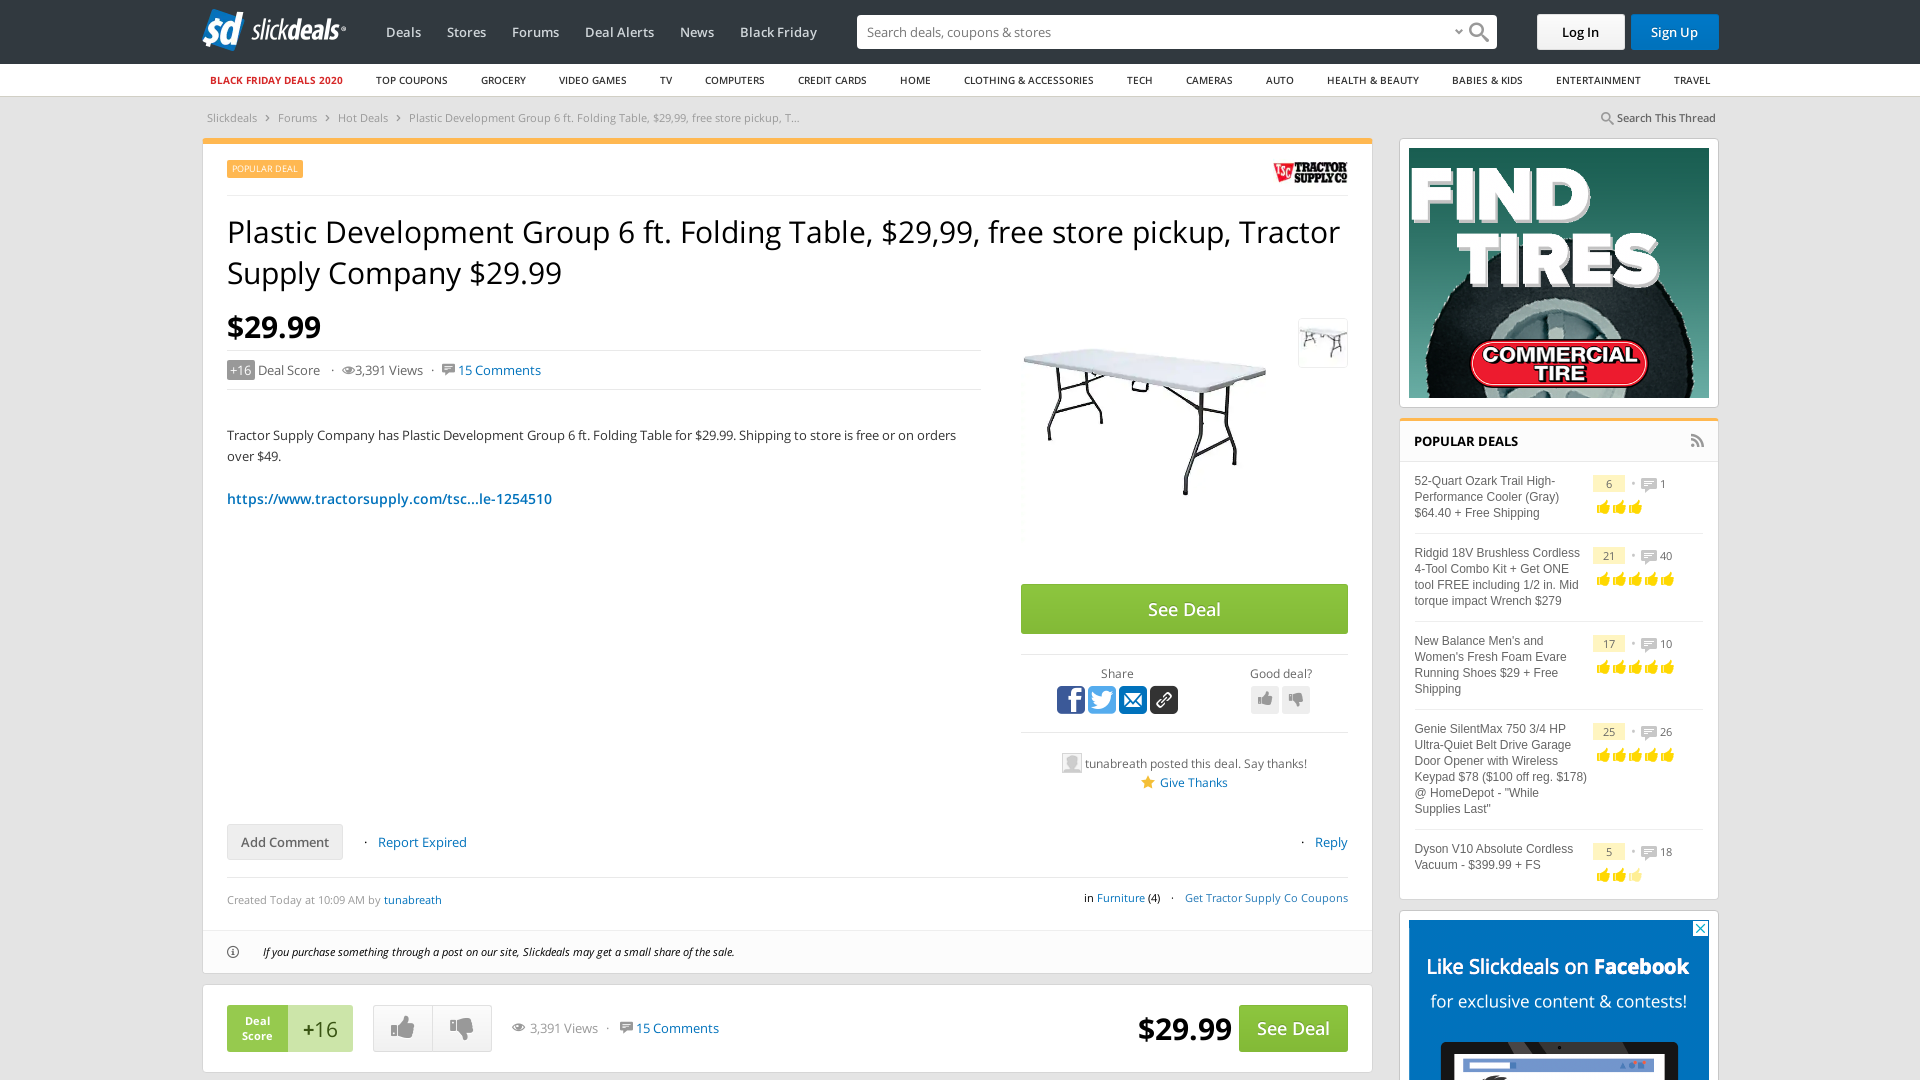 sd slickdeals
Deals Stores Forums Deal Alerts News Black Friday
Search deals, coupons & stores
Log In Sign Up
BLACK FRIDAY DEALS 2020 TOP COUPONS GROCERY VIDEO GAMES TV COMPUTERS CREDIT CARDS HOME CLOTHING & ACCESSORIES TECH CAMERAS AUTO HEALTH & BEAUTY BABIES & KIDS ENTERTAINMENT TRAVEL
Slickdeals › Forums › Hot Deals › Plastic Development Group 6 ft. Folding Table, $29,99, free store pickup, T...
Search This Thread
POPULAR DEAL
TSC TRACTOR SUPPLY CO
Plastic Development Group 6 ft. Folding Table, $29,99, free store pickup, Tractor
Supply Company $29.99
$29.99
+16 Deal Score · 3,391 Views · 15 Comments
Tractor Supply Company has Plastic Development Group 6 ft. Folding Table for $29.99. Shipping to store is free or on orders
over $49.
https://www.tractorsupply.com/tsc...le-1254510
See Deal
Share
Good deal?
tunabreath posted this deal. Say thanks!
Give Thanks
Add Comment · Report Expired
· Reply
Created Today at 10:09 AM by tunabreath
in Furniture (4) · Get Tractor Supply Co Coupons
If you purchase something through a post on our site, Slickdeals may get a small share of the sale.
Deal
Score
+16
3,391 Views · 15 Comments
$29.99
See Deal
FIND
TIRES
COMMERCIAL
TIRE
POPULAR DEALS
52-Quart Ozark Trail High-
Performance Cooler (Gray)
$64.40 + Free Shipping
6 • 1
Ridgid 18V Brushless Cordless
4-Tool Combo Kit + Get ONE
tool FREE including 1/2 in. Mid
torque impact Wrench $279
21 • 40
New Balance Men's and
Women's Fresh Foam Evare
Running Shoes $29 + Free
Shipping
17 • 10
Genie SilentMax 750 3/4 HP
Ultra-Quiet Belt Drive Garage
Door Opener with Wireless
Keypad $78 ($100 off reg. $178)
@ HomeDepot - "While
Supplies Last"
25 • 26
Dyson V10 Absolute Cordless
Vacuum - $399.99 + FS
5 • 18
Like Slickdeals on Facebook
for exclusive content & contests!